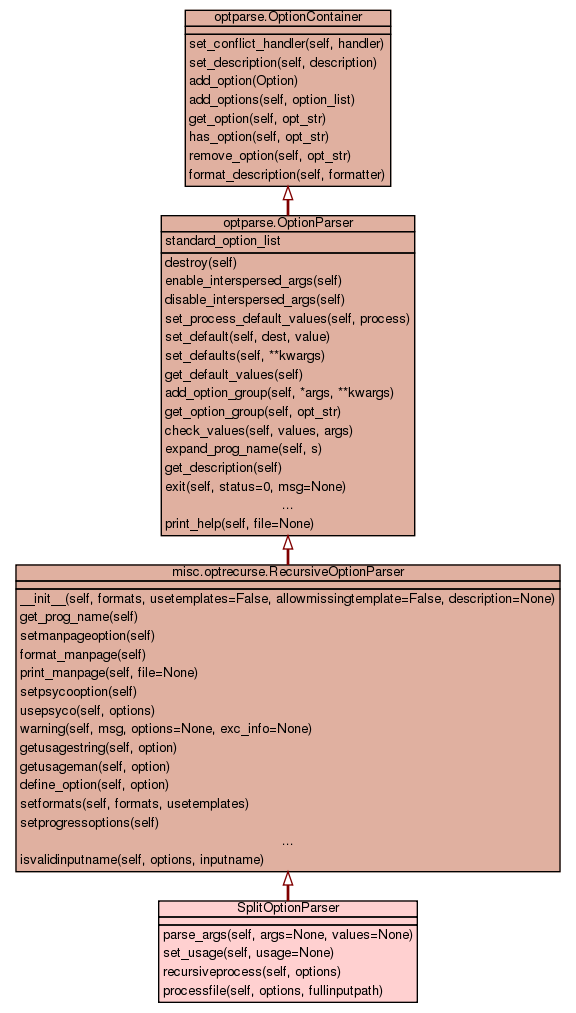 optparse.OptionContainer
set_conflict_handler(self, handler)
set_description(self, description)
add_option(Option)
add_options(self, option_list)
get_option(self, opt_str)
has_option(self, opt_str)
remove_option(self, opt_str)
format_description(self, formatter)
optparse.OptionParser
standard_option_list
destroy(self)
enable_interspersed_args(self)
disable_interspersed_args(self)
set_process_default_values(self, process)
set_default(self, dest, value)
set_defaults(self, **kwargs)
get_default_values(self)
add_option_group(self, *args, **kwargs)
get_option_group(self, opt_str)
check_values(self, values, args)
expand_prog_name(self, s)
get_description(self)
exit(self, status=0, msg=None)
...
print_help(self, file=None)
misc.optrecurse.RecursiveOptionParser
__init__(self, formats, usetemplates=False, allowmissingtemplate=False, description=None)
get_prog_name(self)
setmanpageoption(self)
format_manpage(self)
print_manpage(self, file=None)
setpsycooption(self)
usepsyco(self, options)
warning(self, msg, options=None, exc_info=None)
getusagestring(self, option)
getusageman(self, option)
define_option(self, option)
setformats(self, formats, usetemplates)
setprogressoptions(self)
...
isvalidinputname(self, options, inputname)
SplitOptionParser
parse_args(self, args=None, values=None)
set_usage(self, usage=None)
recursiveprocess(self, options)
processfile(self, options, fullinputpath)